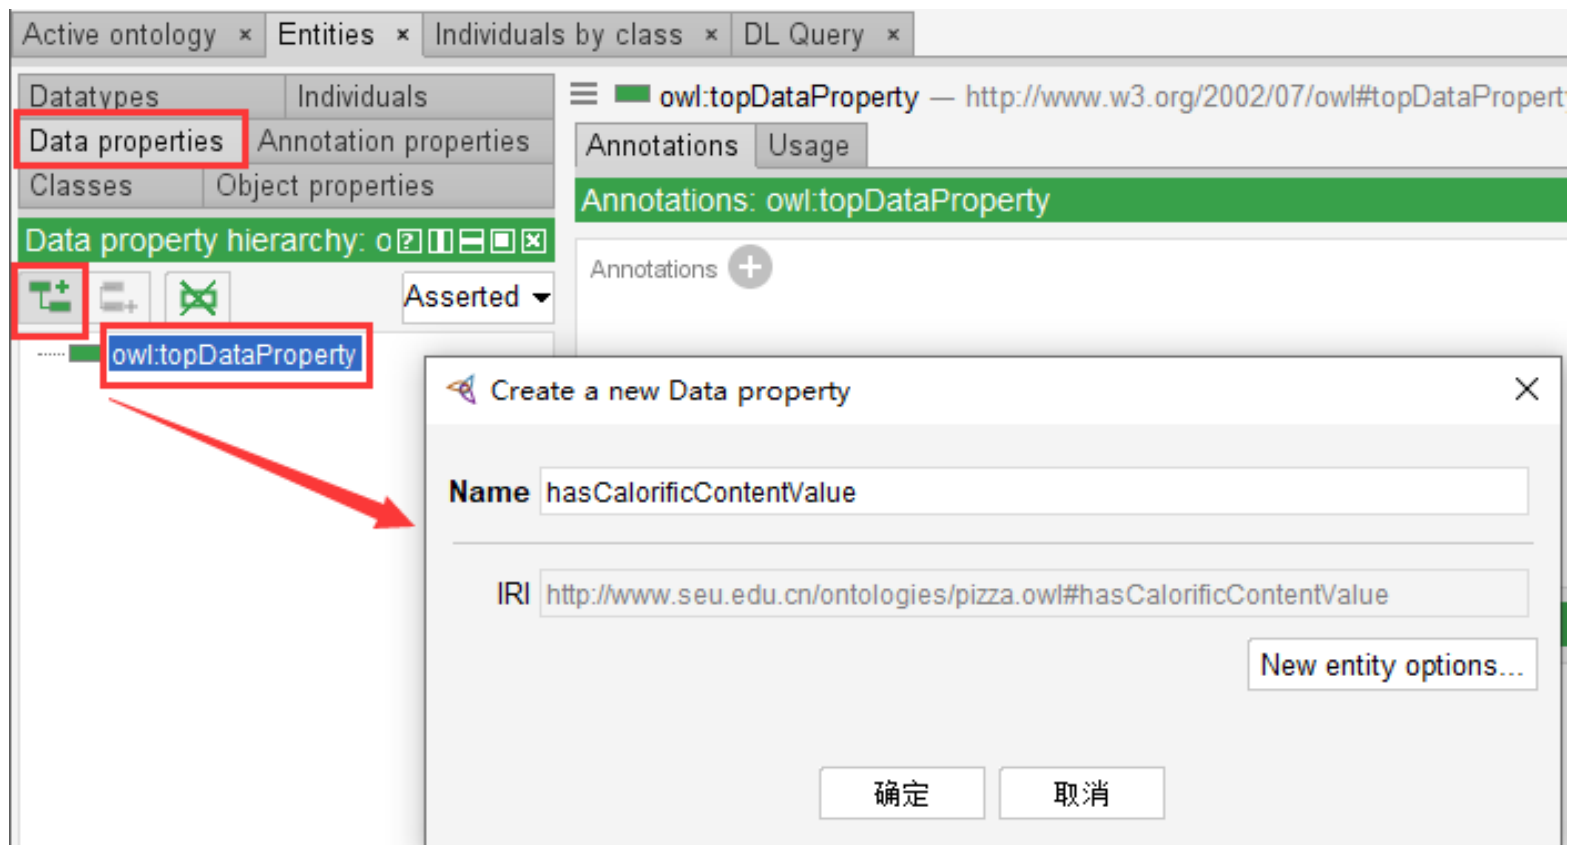 Active ontology × Entities × Individuals by class × DL Query ×
Datatypes Individuals
Data properties Annotation properties
Classes Object properties
owl:topDataProperty — http://www.w3.org/2002/07/owl#topDataPropert
Annotations Usage
Annotations: owl:topDataProperty
Annotations
Data property hierarchy: o
Asserted
owl:topDataProperty
Create a new Data property
Name hasCalorificContentValue
IRI http://www.seu.edu.cn/ontologies/pizza.owl#hasCalorificContentValue
New entity options...
确定 取消